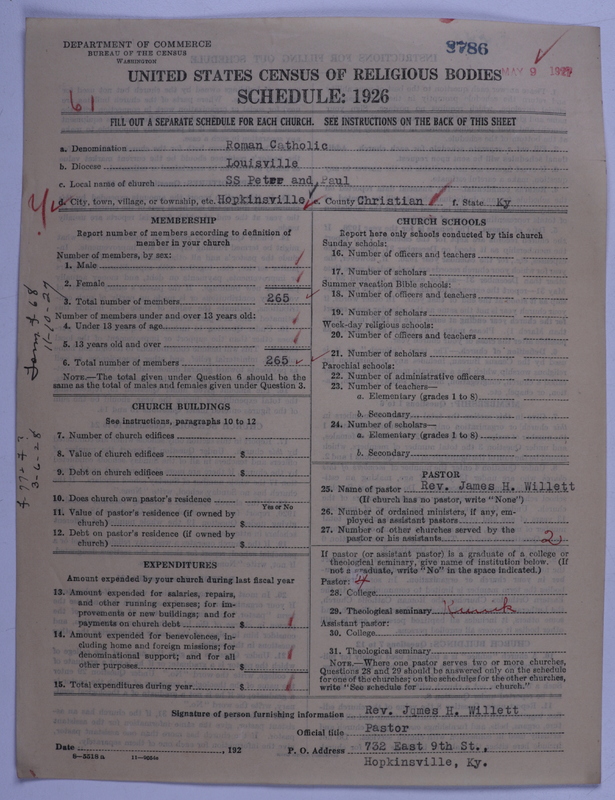 DEPARTMENT OF COMMERCE
BUREAU OF THE CENSUS
WASHINGTON
3786
MAY 9
UNITED STATES CENSUS OF RELIGIOUS BODIES
SCHEDULE: 1926
61
FILL OUT A SEPARATE SCHEDULE FOR EACH CHURCH. SEE INSTRUCTIONS ON THE BACK OF THIS SHEET
a. Denomination Roman Catholic
b. Diocese Louisville
c. Local name of church SS Peter and Paul
d. City, town, village, or township, etc. Hopkinsville e. County Christian f. State Ky
MEMBERSHIP
Report number of members according to definition of
member in your church
Number of members, by sex:
1. Male
2. Female
3. Total number of members 265
Number of members under and over 13 years old:
4. Under 13 years of age
5. 13 years old and over
6. Total number of members 265
NOTE.—The total given under Question 6 should be the
same as the total of males and females given under Question 3.
Form 7-68
11-10-27
3-6-28
CHURCH BUILDINGS
See instructions, paragraphs 10 to 12
7. Number of church edifices
8. Value of church edifices $
9. Debt on church edifices $
10. Does church own pastor's residence
Yes or No
11. Value of pastor's residence (if owned by
church) $
12. Debt on pastor's residence (if owned by
church) $
EXPENDITURES
Amount expended by your church during last fiscal year
13. Amount expended for salaries, repairs,
and other running expenses; for im-
provements or new buildings; and for
payments on church debt $
14. Amount expended for benevolences, in-
cluding home and foreign missions; for
denominational support; and for all
other purposes $
15. Total expenditures during year $
CHURCH SCHOOLS
Report here only schools conducted by this church
Sunday schools:
16. Number of officers and teachers
17. Number of scholars
Summer vacation Bible schools:
18. Number of officers and teachers
19. Number of scholars
Week-day religious schools:
20. Number of officers and teachers
21. Number of scholars
Parochial schools:
22. Number of administrative officers
23. Number of teachers—
a. Elementary (grades 1 to 8)
b. Secondary
24. Number of scholars—
a. Elementary (grades 1 to 8)
b. Secondary
PASTOR
25. Name of pastor Rev. James H. Willett
(If church has no pastor, write "None")
26. Number of ordained ministers, if any, em-
ployed as assistant pastors
27. Number of other churches served by the
pastor or his assistants 2
If pastor (or assistant pastor) is a graduate of a college or
theological seminary, give name of institution below. (If
not a graduate, write "No" in the space indicated.)
Pastor: 4
28. College
29. Theological seminary
Assistant pastor:
30. College
31. Theological seminary
NOTE.—Where one pastor serves two or more churches,
Questions 28 and 29 should be answered only on the schedule
for one of the churches; on the schedules for the other churches,
write "See schedule for church."
Signature of person furnishing information Rev. James H. Willett
Official title Pastor
Date , 192 P. O. Address 732 East 9th St.,
Hopkinsville, Ky.